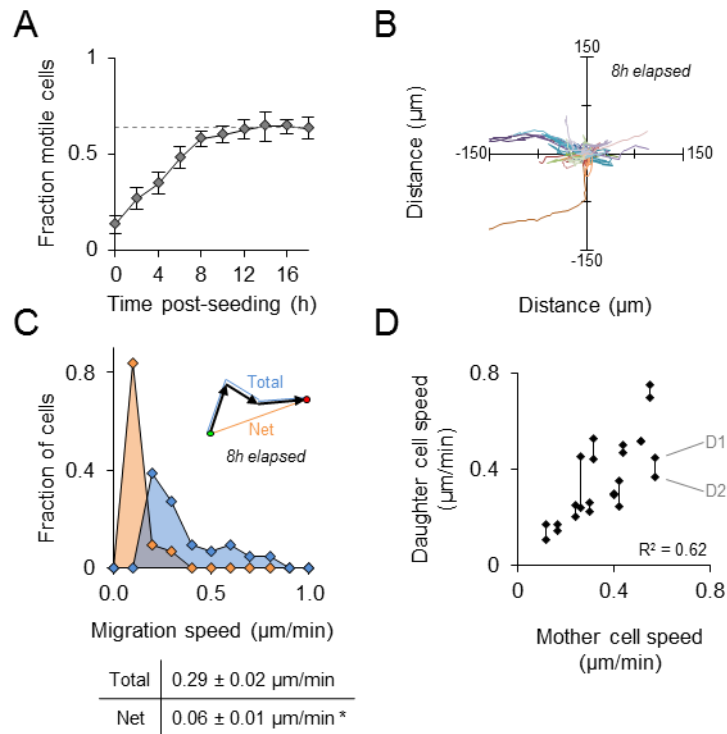 A
1
0.5
0
0
4
8
12
16
Fraction motile cells
Time post-seeding (h)
B
150
8h elapsed
-150
150
-150
Distance (µm)
Distance (µm)
C
0.8
0.4
0
0.0
0.5
1.0
Total
Net
8h elapsed
Fraction of cells
Migration speed (µm/min)
Total 0.29 ± 0.02 µm/min
Net 0.06 ± 0.01 µm/min *
D
0.8
0.4
0
0
0.4
0.8
D1
D2
R² = 0.62
Daughter cell speed
(µm/min)
Mother cell speed
(µm/min)